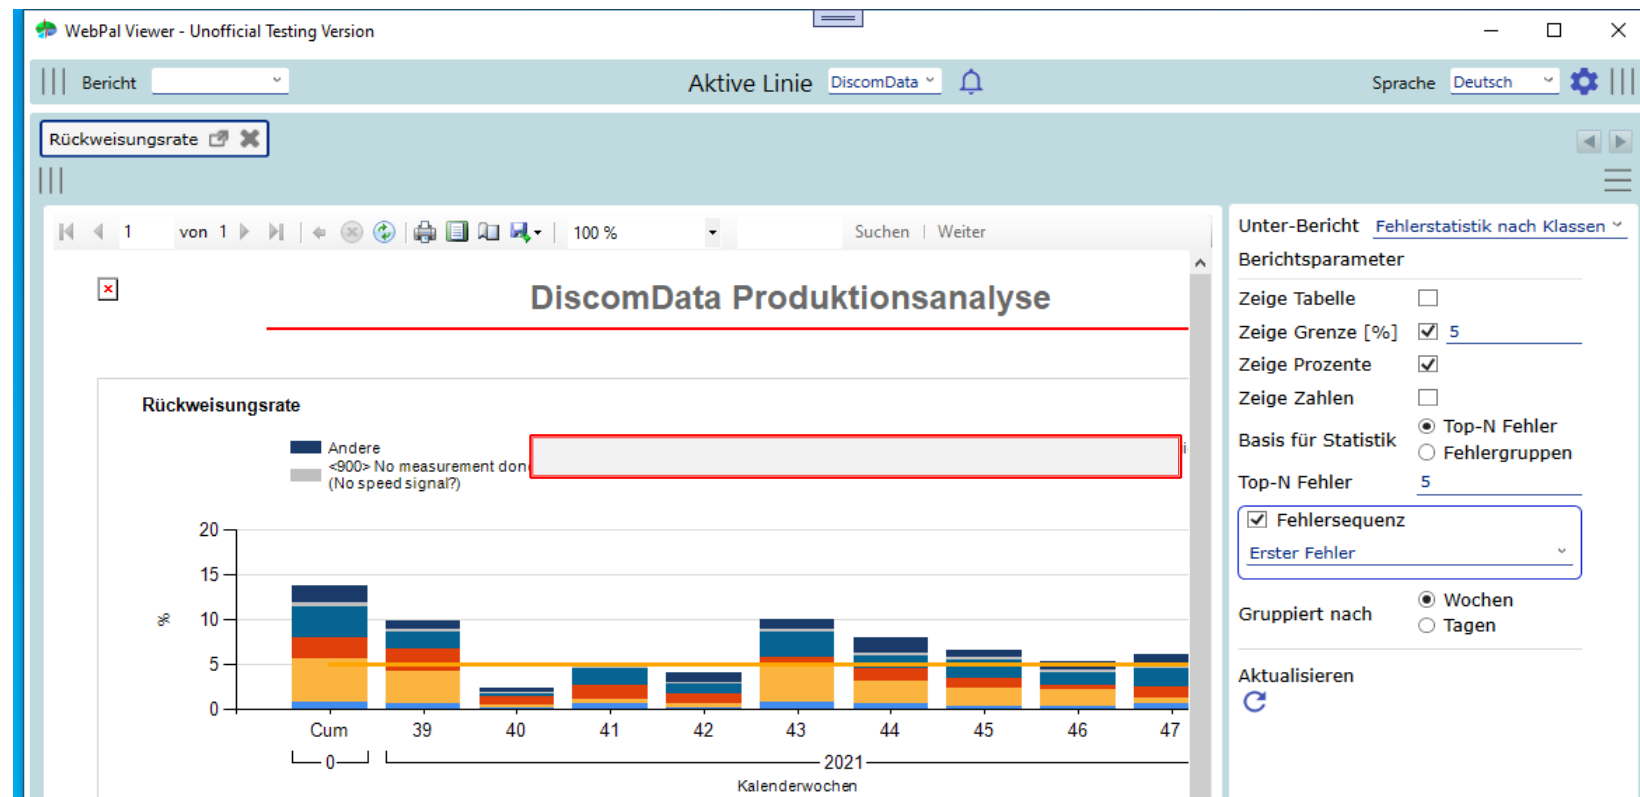 WebPal Viewer - Unofficial Testing Version
Bericht
Aktive Linie DiscomData
Sprache Deutsch
Rückweisungsrate
1 von 1 100 % Suchen | Weiter
DiscomData Produktionsanalyse
Rückweisungsrate
Andere
<900> No measurement don
(No speed signal?)
20
15
10
5
0
%
Cum 39 40 41 42 43 44 45 46 47
0 2021
Kalenderwochen
Unter-Bericht Fehlerstatistik nach Klassen
Berichtsparameter
Zeige Tabelle
Zeige Grenze [%] 5
Zeige Prozente
Zeige Zahlen
Basis für Statistik
Top-N Fehler
Fehlergruppen
Top-N Fehler 5
Fehlersequenz
Erster Fehler
Gruppiert nach
Wochen
Tagen
Aktualisieren